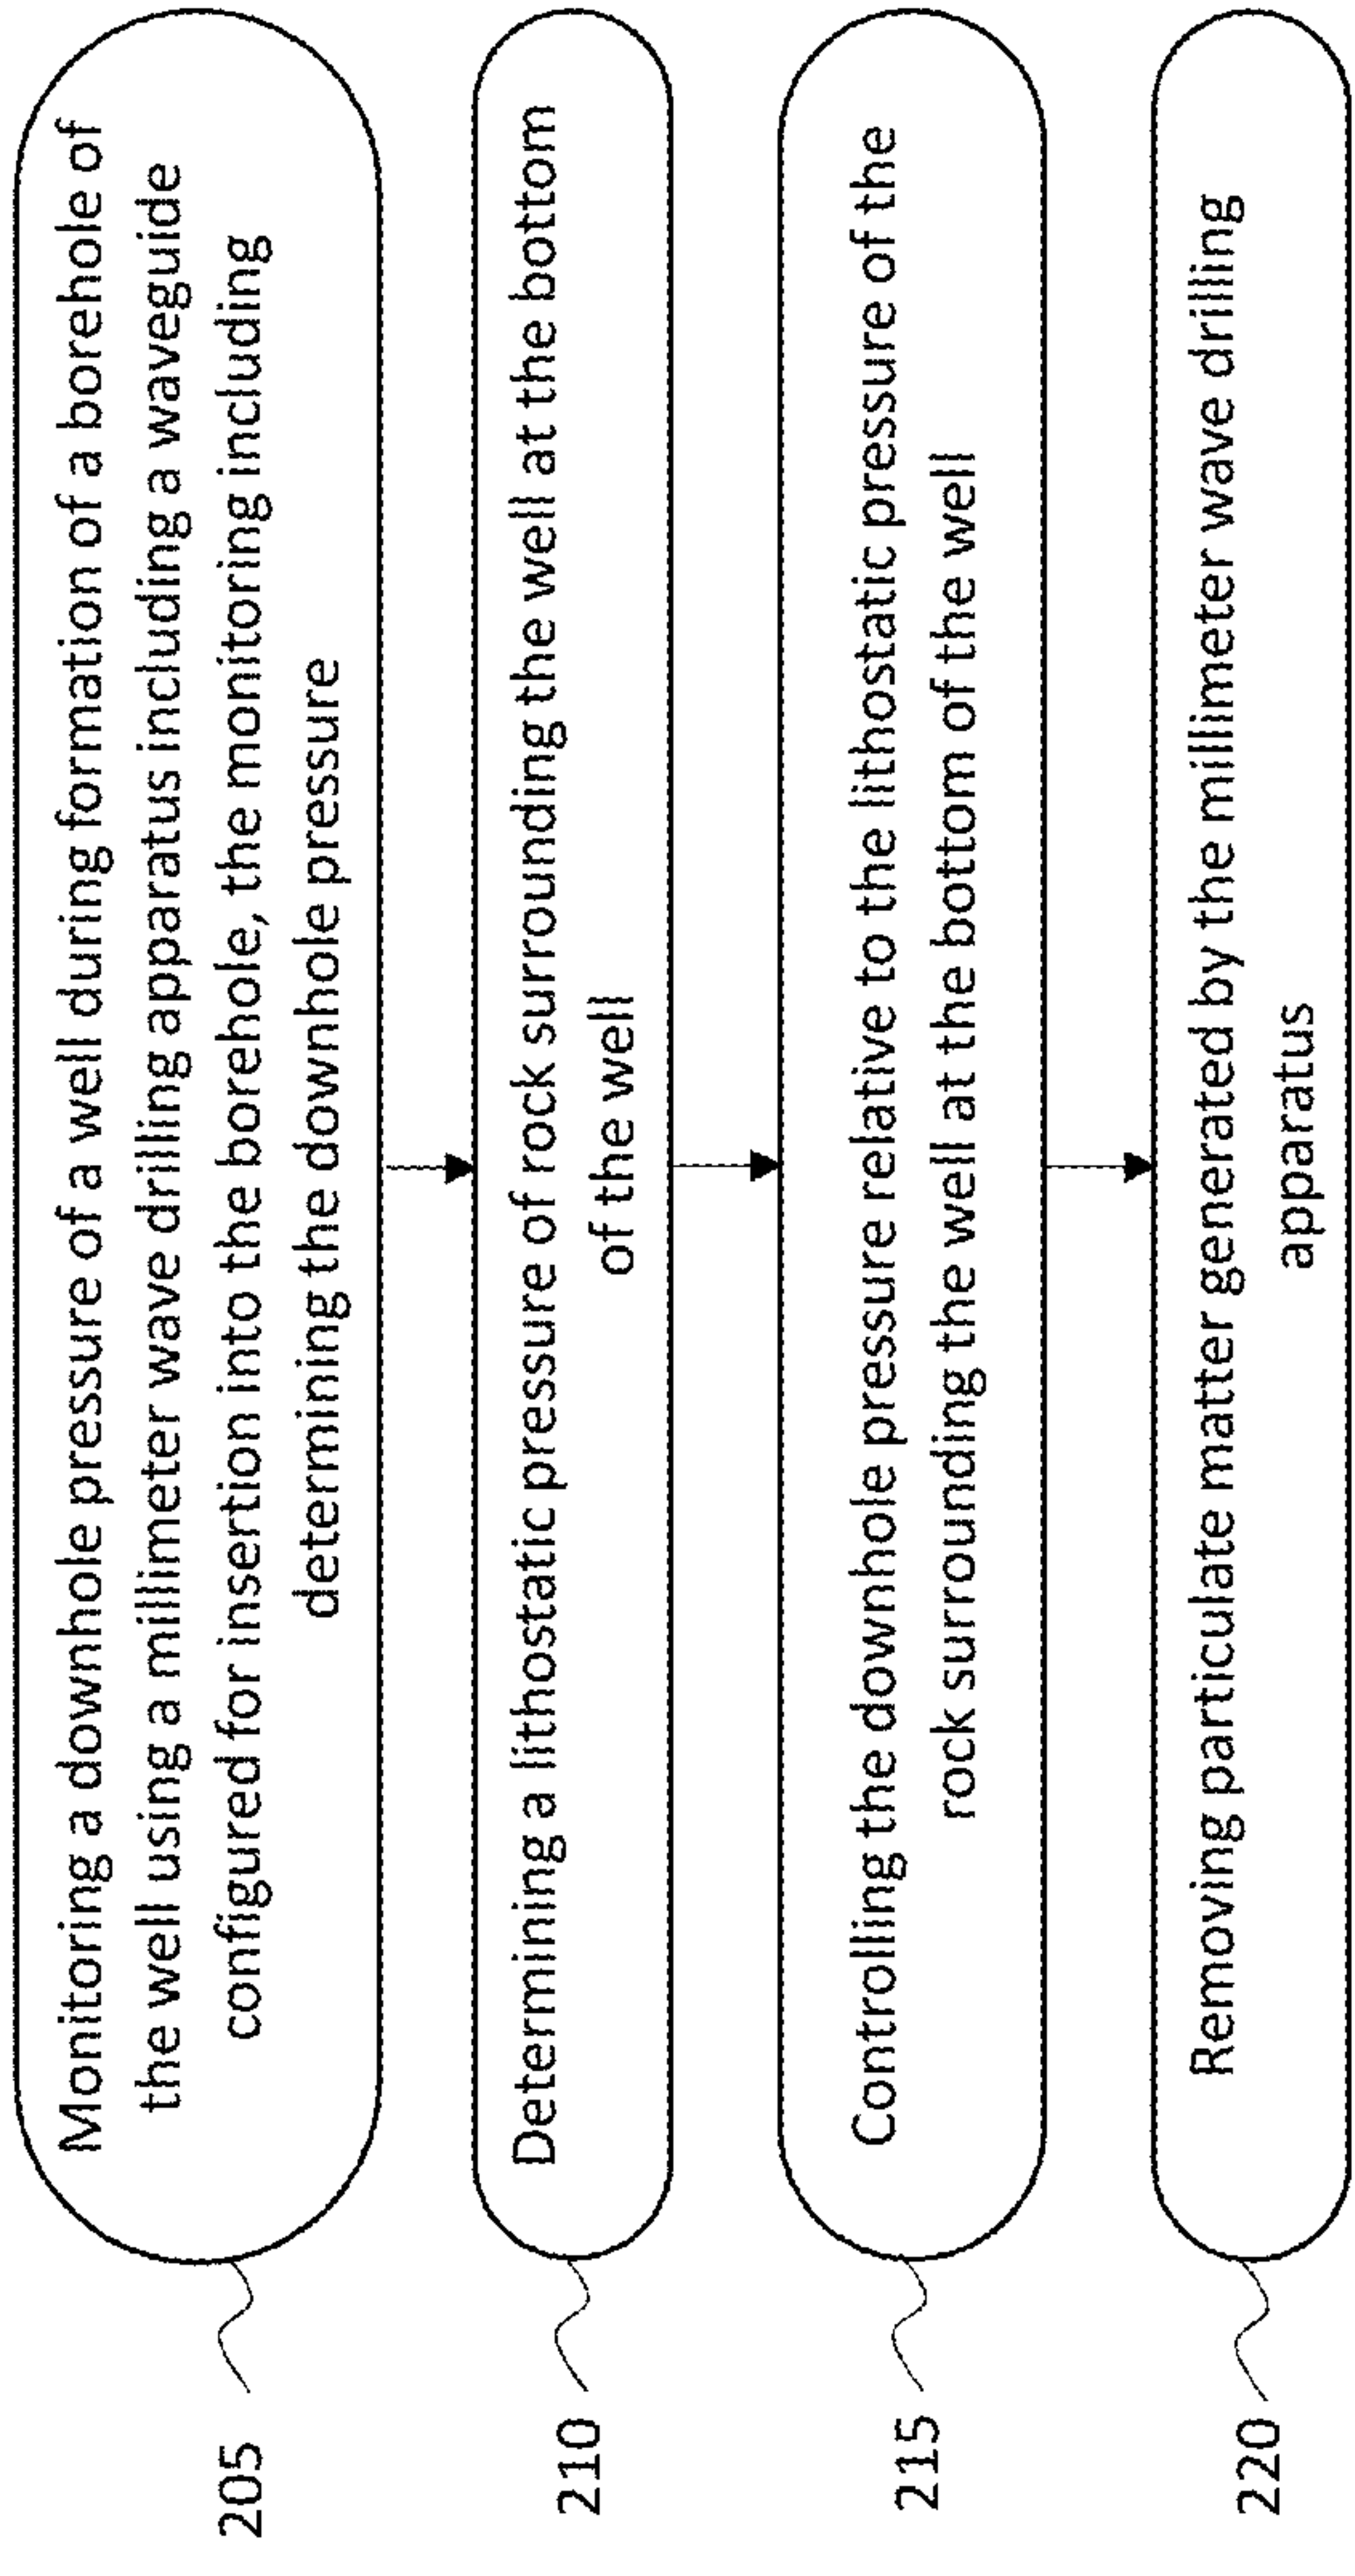 Monitoring a downhole pressure of a well during formation of a borehole of
the well using a millimeter wave drilling apparatus including a waveguide
configured for insertion into the borehole, the monitoring including
determining the downhole pressure
205
Determining a lithostatic pressure of rock surrounding the well at the bottom
of the well
210
Controlling the downhole pressure relative to the lithostatic pressure of the
rock surrounding the well at the bottom of the well
215
Removing particulate matter generated by the millimeter wave drilling
apparatus
220